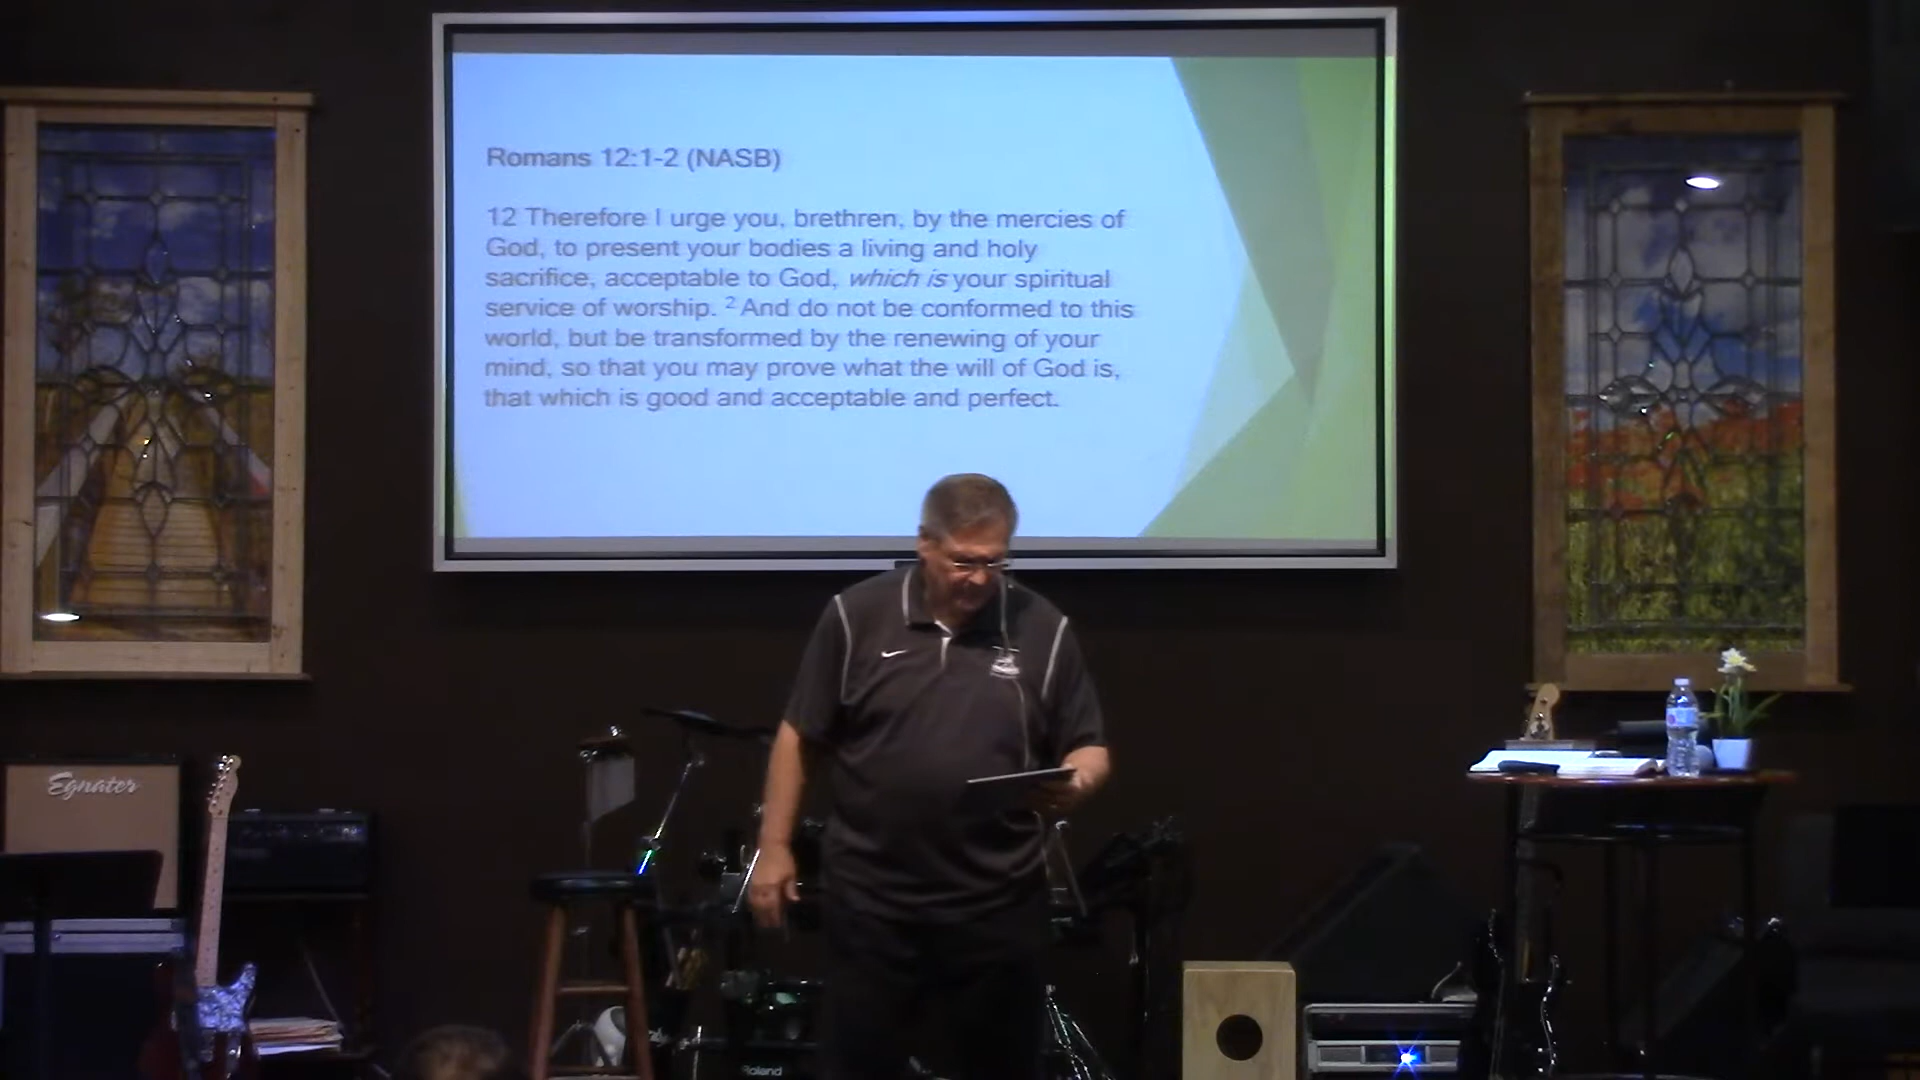 Romans 12:1-2 (NASB)
12 Therefore I urge you, brethren, by the mercies of
God, to present your bodies a living and holy
sacrifice, acceptable to God, which is your spiritual
service of worship. 2 And do not be conformed to this
world, but be transformed by the renewing of your
mind, so that you may prove what the will of God is,
that which is good and acceptable and perfect.
Egnater
Roland